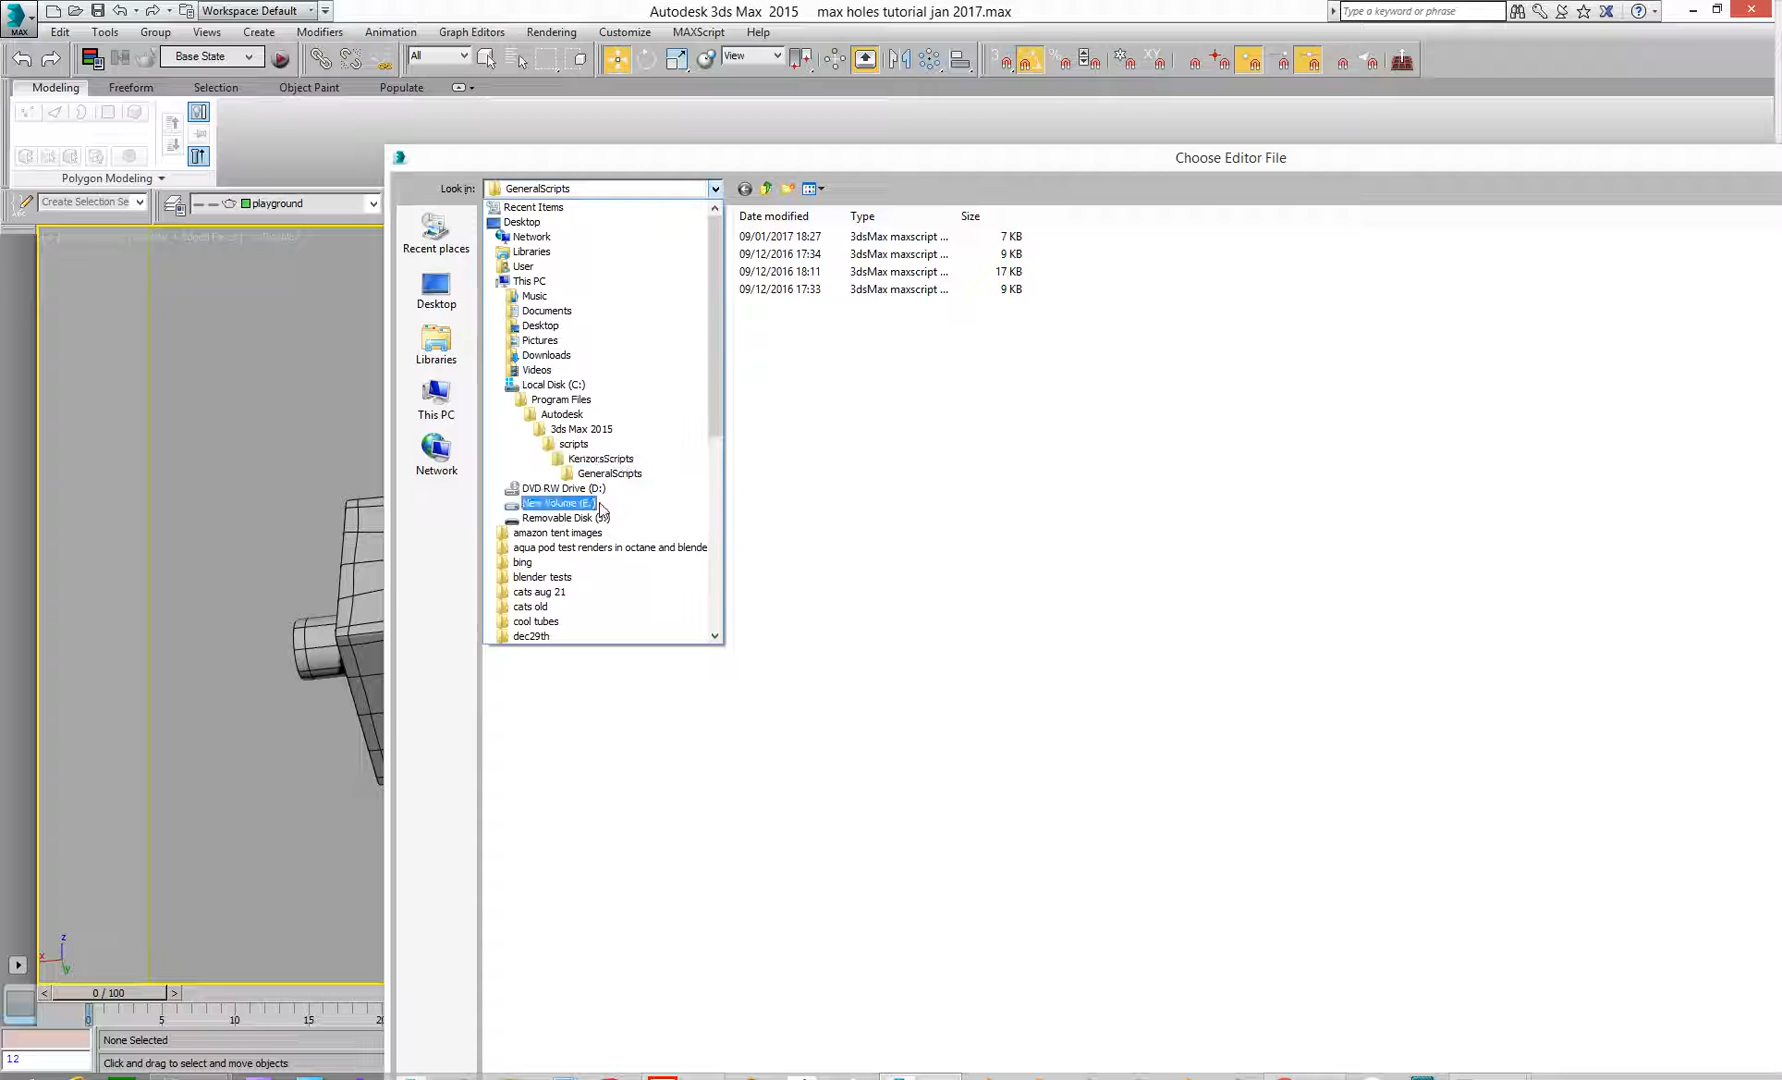 Workspace: Default
Autodesk 3ds Max 2015 max holes tutorial jan 2017.max
Type a keyword or phrase
MAX
Edit Tools Group Views Create Modifiers Animation Graph Editors Rendering Customize MAXScript Help
Base State
All
View
Modeling Freeform Selection Object Paint Populate
Polygon Modeling
Create Selection Se
playground
Choose Editor File
Look in: GeneralScripts
Recent places
Desktop
Libraries
This PC
Network
Recent Items
Desktop
Network
Libraries
User
This PC
Music
Documents
Desktop
Pictures
Downloads
Videos
Local Disk (C:)
Program Files
Autodesk
3ds Max 2015
scripts
KenzorsScripts
GeneralScripts
DVD RW Drive (D:)
New Volume (E:)
Removable Disk
amazon tent images
aqua pod test renders in octane and blende
bing
blender tests
cats aug 21
cats old
cool tubes
dec29th
Date modified Type Size
09/01/2017 18:27 3dsMax maxscript ... 7 KB
09/12/2016 17:34 3dsMax maxscript ... 9 KB
09/12/2016 18:11 3dsMax maxscript ... 17 KB
09/12/2016 17:33 3dsMax maxscript ... 9 KB
z
x
y
0 / 100
0 5 10 15
None Selected
12
Click and drag to select and move objects